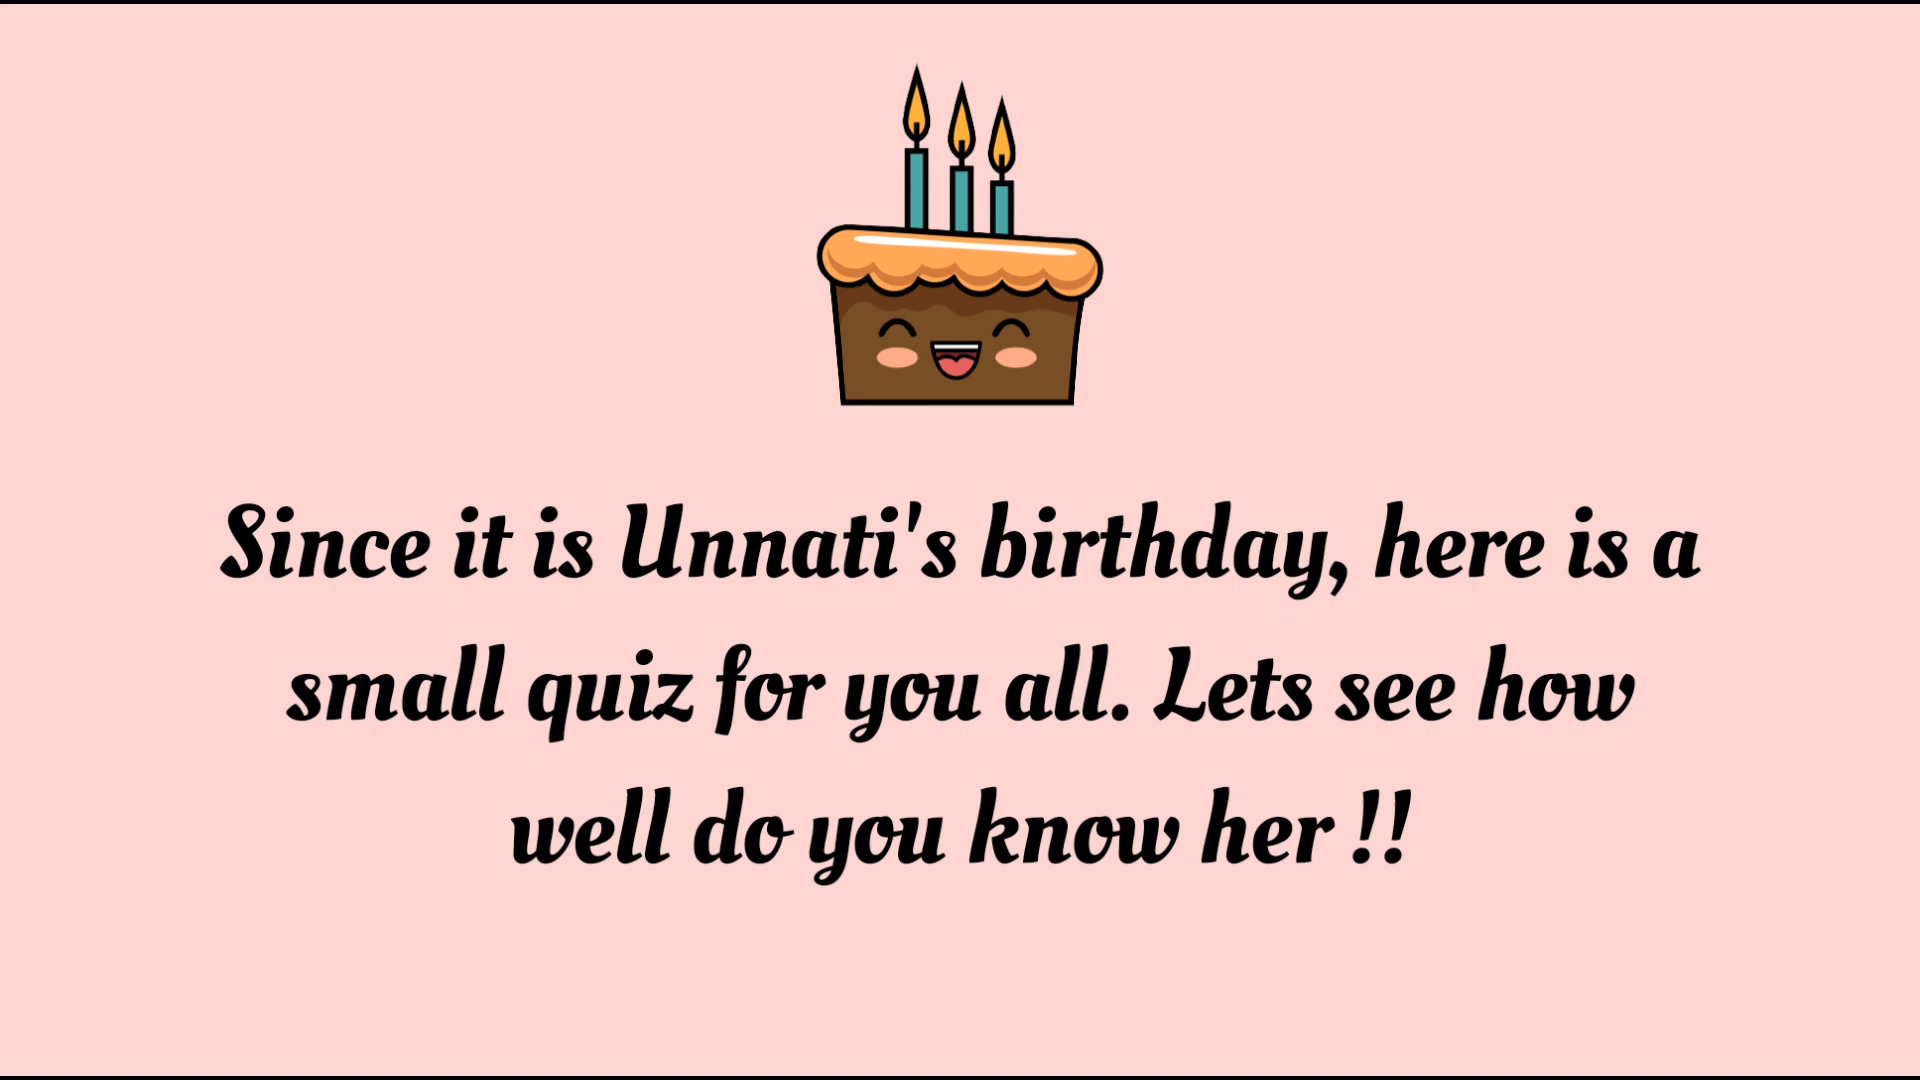 Since it is Unnati's birthday, here is a
small quiz for you all. Lets see how
well do you know her !!